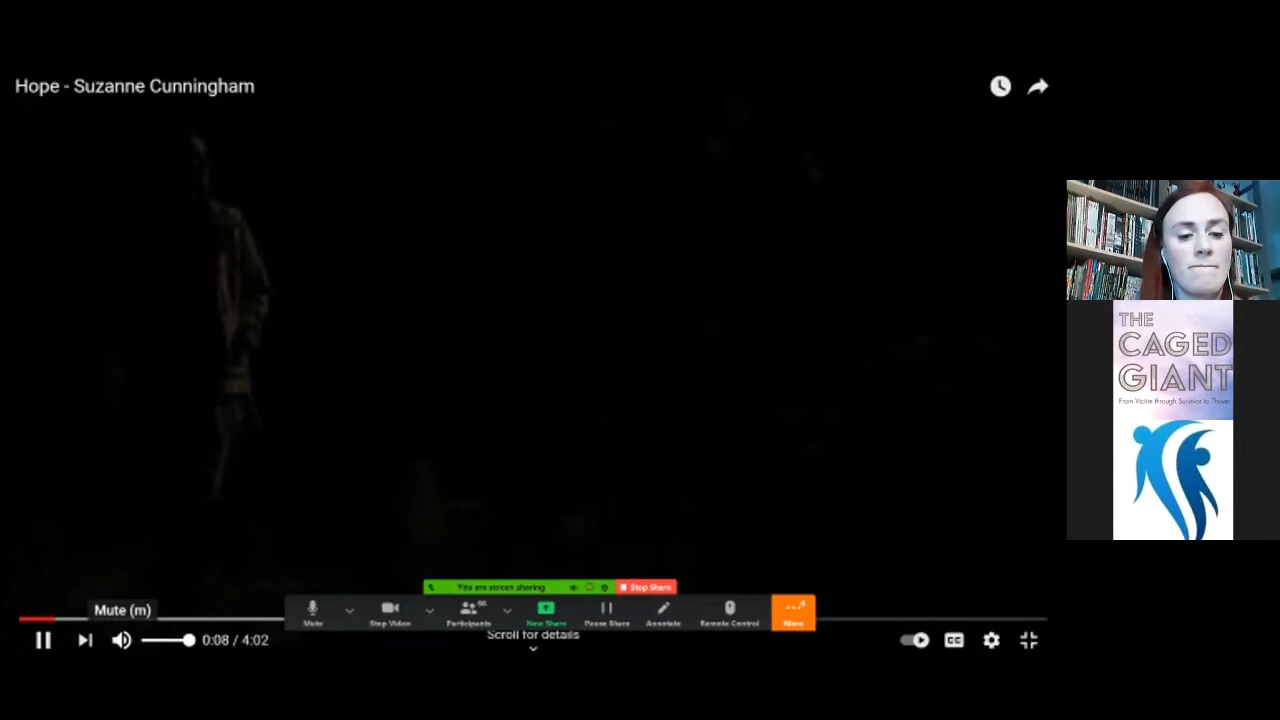 Hope - Suzanne Cunningham
THE
CAGED
GIANT
From Victim through Survivor to Thriver
You are screen sharing
Stop Share
Mute (m)
66
Mute
Stop Video
Participants
New Share
Pause Share
Annotate
Remote Control
More
0:08 / 4:02
Scroll for details
CC